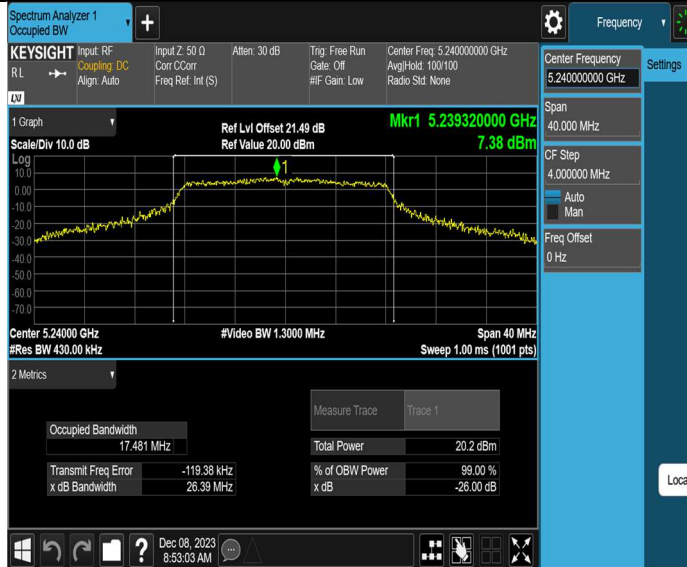 Spectrum Analyzer 1
Occupied BW
Frequency
KEYSIGHT
Input: RF
Input Z: 50 Ω
Atten: 30 dB
Trig: Free Run
Center Freq: 5.240000000 GHz
RL
Coupling: DC
Corr CCorr
Gate: Off
Avg|Hold: 100/100
Align: Auto
Freq Ref: Int (S)
#IF Gain: Low
Radio Std: None
LXI
Center Frequency
5.240000000 GHz
Settings
Span
40.000 MHz
CF Step
4.000000 MHz
Auto
Man
Freq Offset
0 Hz
1 Graph
Ref Lvl Offset 21.49 dB
Mkr1 5.239320000 GHz
Scale/Div 10.0 dB
Ref Value 20.00 dBm
7.38 dBm
Log
10.0
1
0.00
-10.0
-20.0
-30.0
-40.0
-50.0
-60.0
-70.0
Center 5.24000 GHz
#Video BW 1.3000 MHz
Span 40 MHz
#Res BW 430.00 kHz
Sweep 1.00 ms (1001 pts)
2 Metrics
Measure Trace
Trace 1
Occupied Bandwidth
17.481 MHz
Total Power
20.2 dBm
Transmit Freq Error
-119.38 kHz
% of OBW Power
99.00 %
x dB Bandwidth
26.39 MHz
x dB
-26.00 dB
Loca
Dec 08, 2023
8:53:03 AM